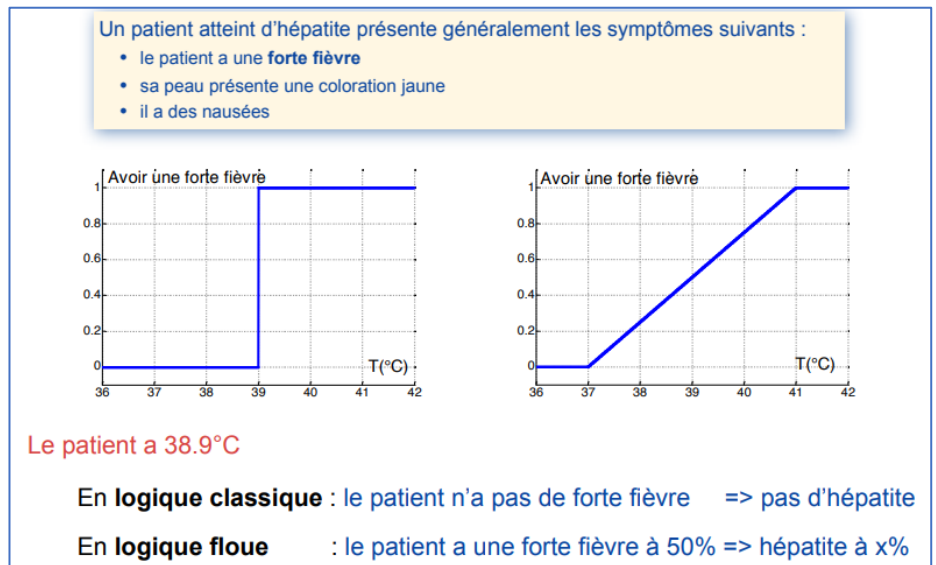 Un patient atteint d'hépatite présente généralement les symptômes suivants :
• le patient a une forte fièvre
• sa peau présente une coloration jaune
• il a des nausées
Avoir une forte fièvre
1
0.8
0.6
0.4
0.2
0
T(°C)
36 37 38 39 40 41 42
Avoir une forte fièvre
1
0.8
0.6
0.4
0.2
0
T(°C)
36 37 38 39 40 41 42
Le patient a 38.9°C
En logique classique : le patient n'a pas de forte fièvre => pas d'hépatite
En logique floue : le patient a une forte fièvre à 50% => hépatite à x%